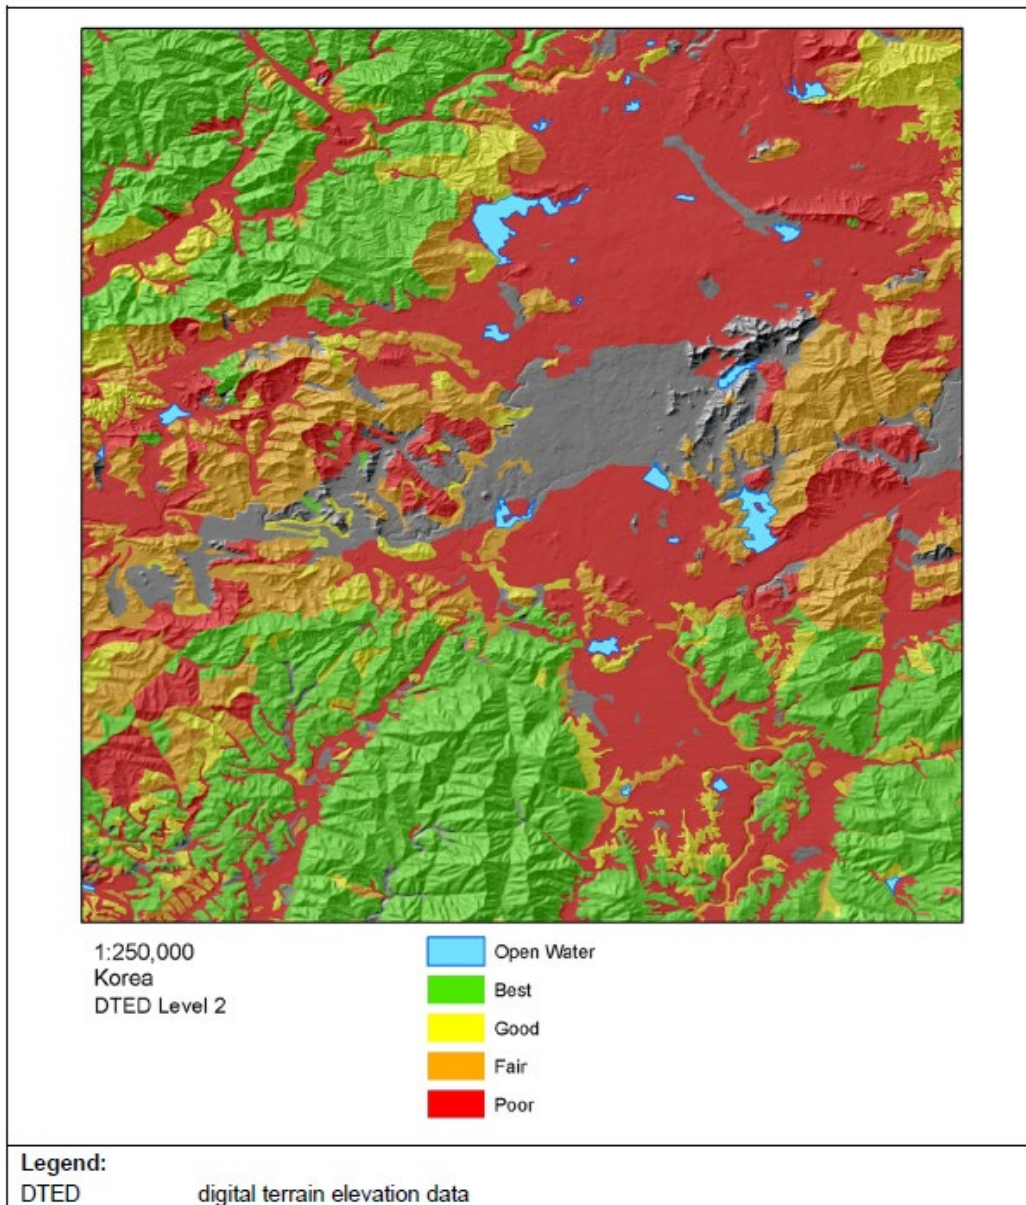 1:250,000
Korea
DTED Level 2
Open Water
Best
Good
Fair
Poor
Legend:
DTED digital terrain elevation data